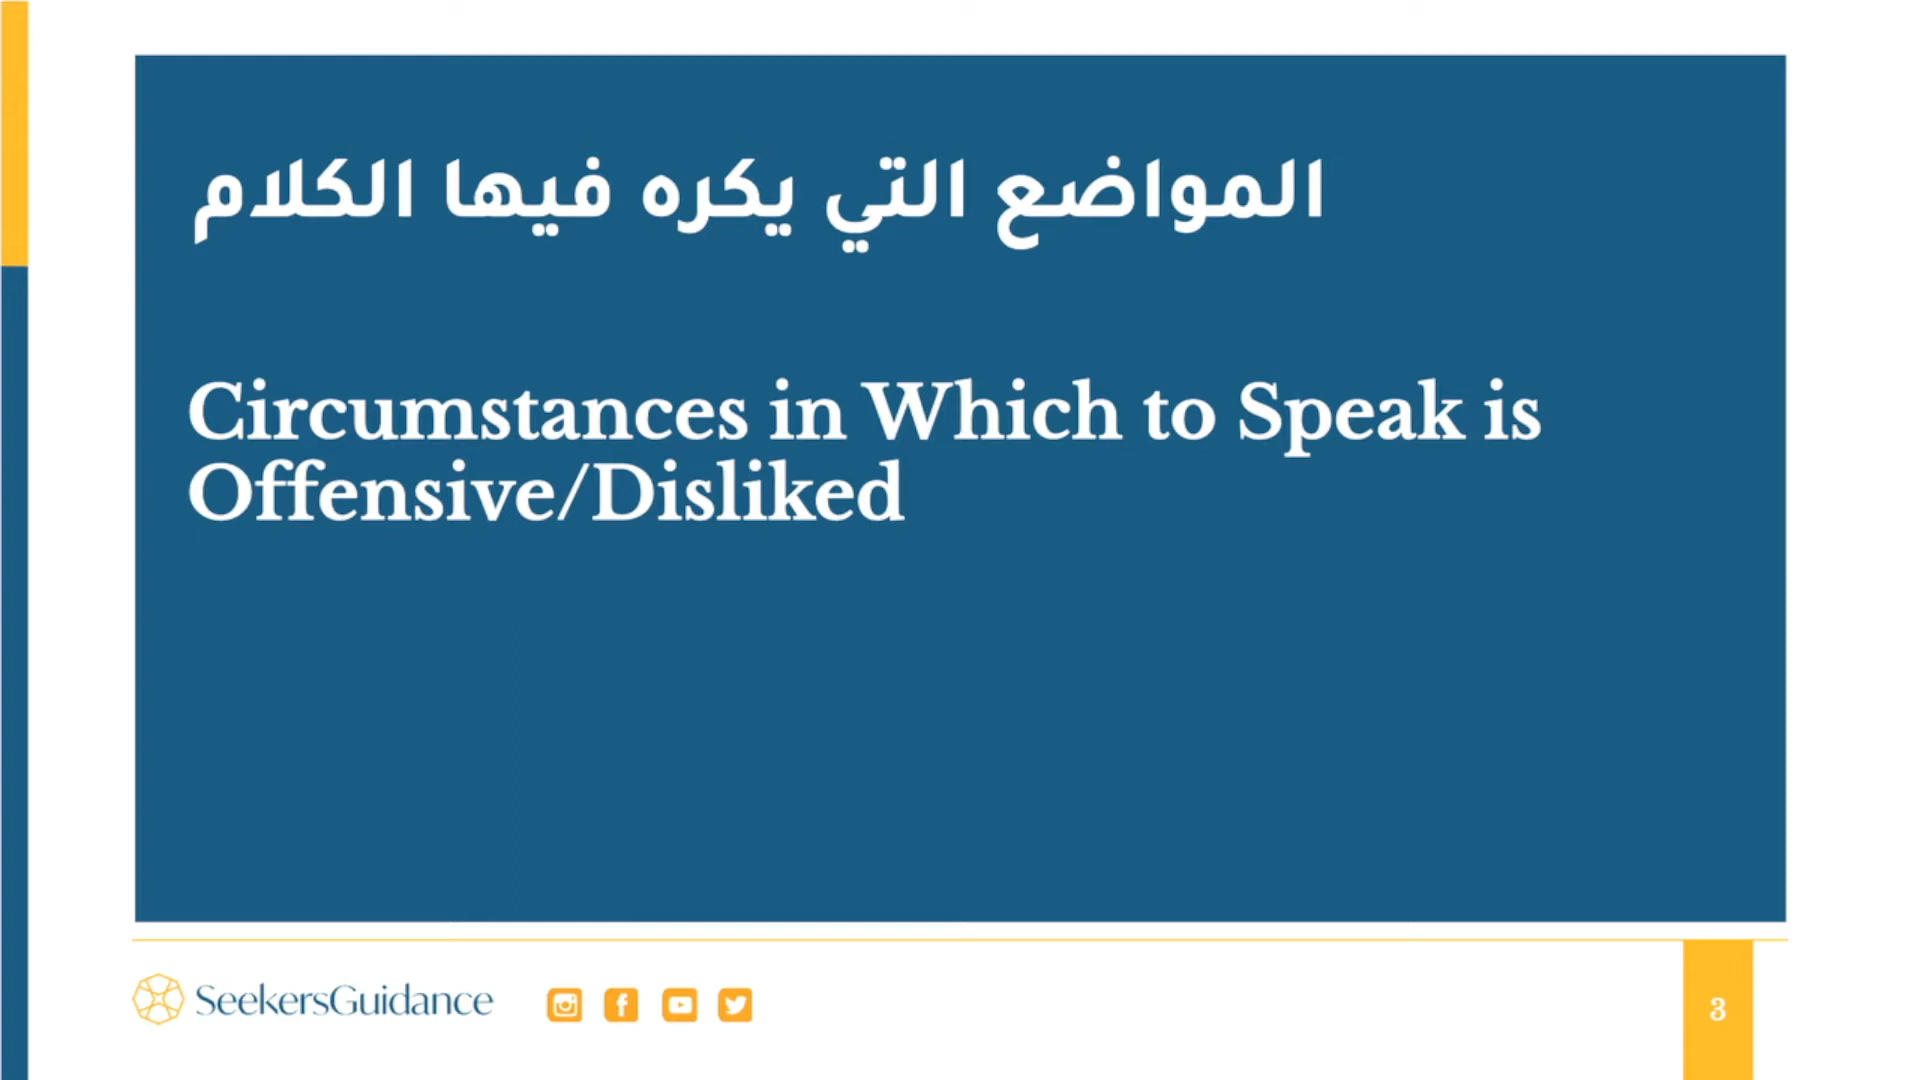 المواضع التي يكره فيها الكلام
Circumstances in Which to Speak is
Offensive/Disliked
SeekersGuidance
3